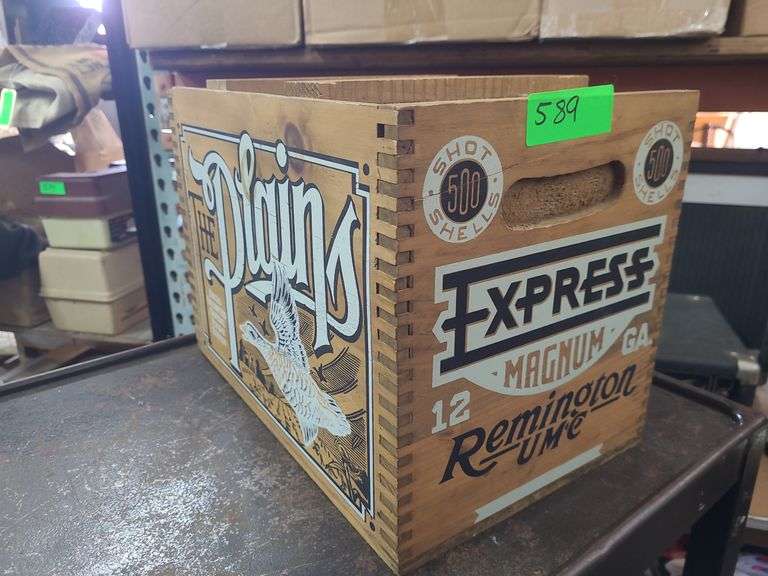 589
THE
Plains
SHOT
500
SHELLS
SHOT
500
SHELLS
EXPRESS
MAGNUM
12 GA.
Remington
UMC